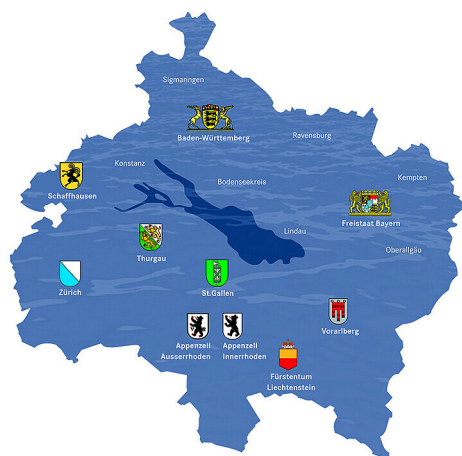 Sigmaringen
Baden-Württemberg
Ravensburg
Konstanz
Schaffhausen
Bodenseekreis
Kempten
Freistaat Bayern
Lindau
Oberallgäu
Thurgau
Zürich
St.Gallen
Vorarlberg
Appenzell
Ausserrhoden
Appenzell
Innerrhoden
Fürstentum
Liechtenstein